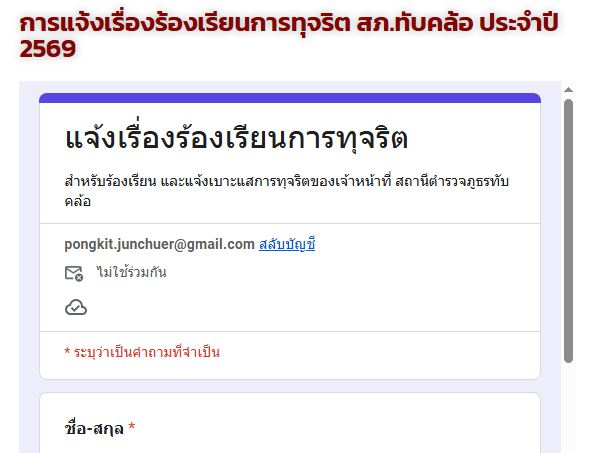 การแจ้งเรื่องร้องเรียนการทุจริต สภ.ทับคล้อ ประจำปี
2569
แจ้งเรื่องร้องเรียนการทุจริต
สำหรับร้องเรียน และแจ้งเบาะแสการทุจริตของเจ้าหน้าที่ สถานีตำรวจภูธรทับ
คล้อ
pongkit.junchuer@gmail.com สลับบัญชี
ไม่ใช้ร่วมกัน
* ระบุว่าเป็นคำถามที่จำเป็น
ชื่อ-สกุล *